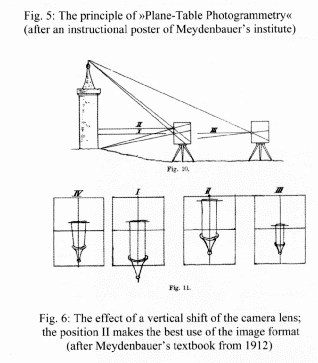 Fig. 5: The principle of »Plane-Table Photogrammetry«
(after an instructional poster of Meydenbauer's institute)
II
I
III
Fig. 10.
IV I II III
Fig. 11.
Fig. 6: The effect of a vertical shift of the camera lens;
the position II makes the best use of the image format
(after Meydenbauer's textbook from 1912)